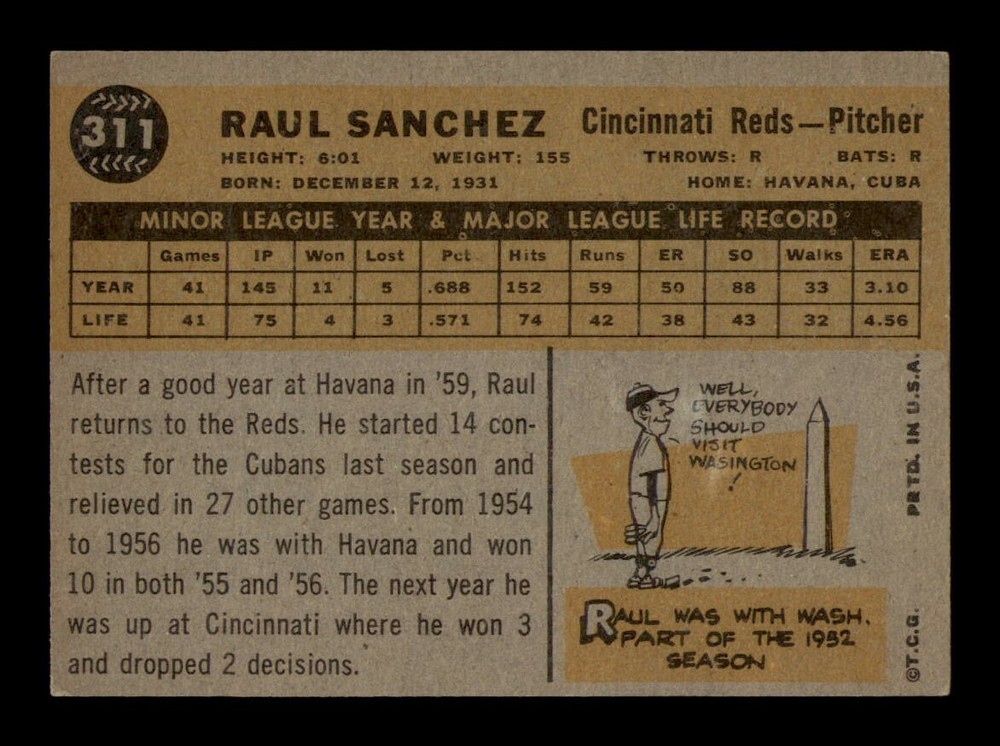 311
RAUL SANCHEZ Cincinnati Reds—Pitcher
HEIGHT: 6:01 WEIGHT: 155 THROWS: R BATS: R
BORN: DECEMBER 12, 1931 HOME: HAVANA, CUBA
MINOR LEAGUE YEAR & MAJOR LEAGUE LIFE RECORD
Games IP Won Lost Pct Hits Runs ER SO Walks ERA
YEAR 41 145 11 5 .688 152 59 50 88 33 3.10
LIFE 41 75 4 3 .571 74 42 38 43 32 4.56
After a good year at Havana in '59, Raul
returns to the Reds. He started 14 con-
tests for the Cubans last season and
relieved in 27 other games. From 1954
to 1956 he was with Havana and won
10 in both '55 and '56. The next year he
was up at Cincinnati where he won 3
and dropped 2 decisions.
WELL,
EVERYBODY
SHOULD
VISIT
WASINGTON
!
RAUL WAS WITH WASH.
PART OF THE 1952
SEASON
©T.C.G. PRTD. IN U.S.A.